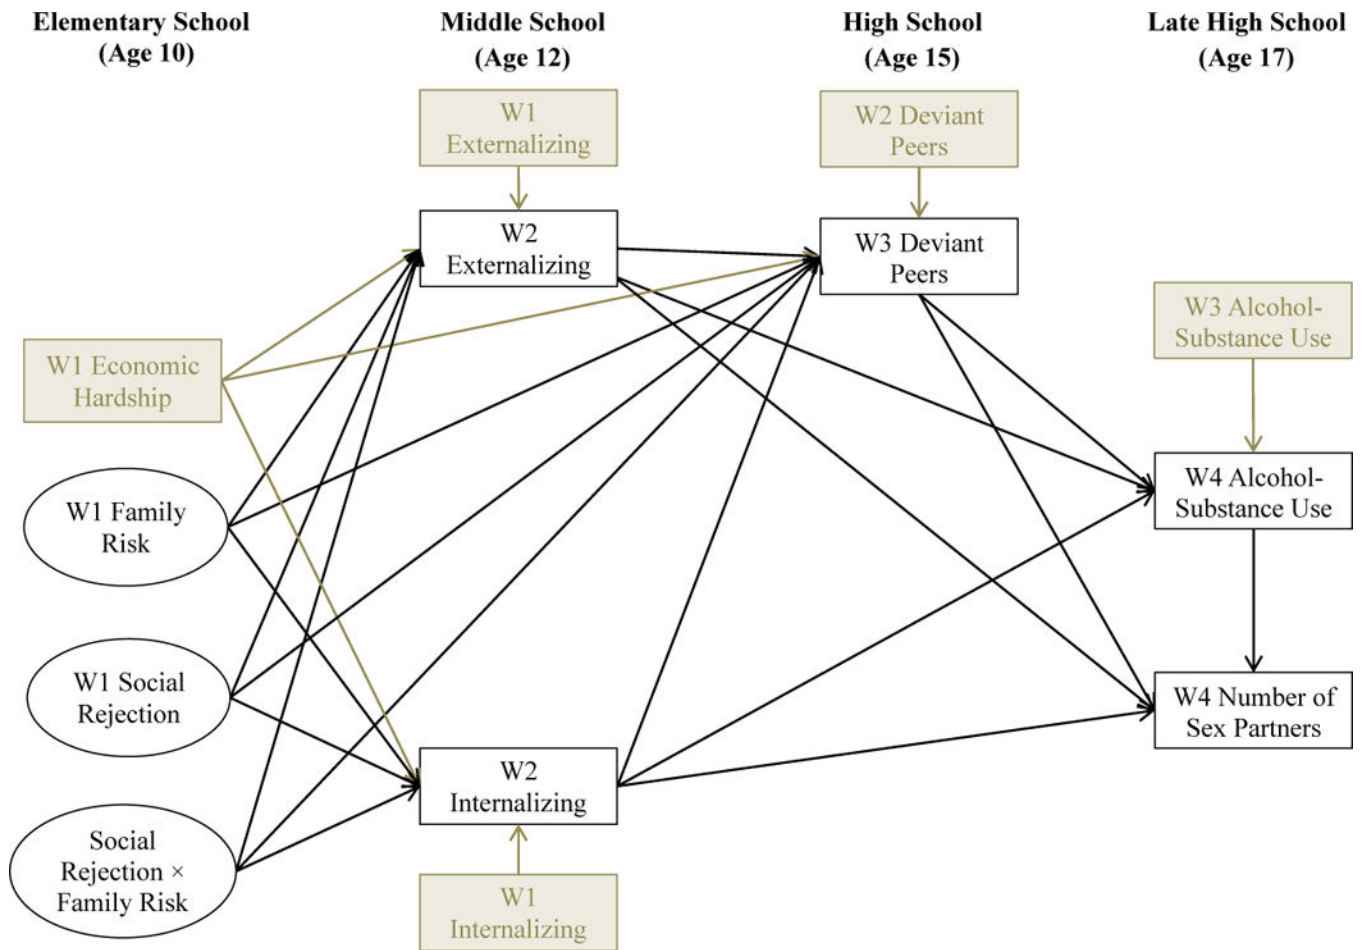 Elementary School
(Age 10)
Middle School
(Age 12)
High School
(Age 15)
Late High School
(Age 17)
W1
Externalizing
W2 Deviant
Peers
W2
Externalizing
W3 Deviant
Peers
W3 Alcohol-
Substance Use
W1 Economic
Hardship
W4 Alcohol-
Substance Use
W1 Family
Risk
W1 Social
Rejection
W4 Number of
Sex Partners
W2
Internalizing
Social
Rejection ×
Family Risk
W1
Internalizing